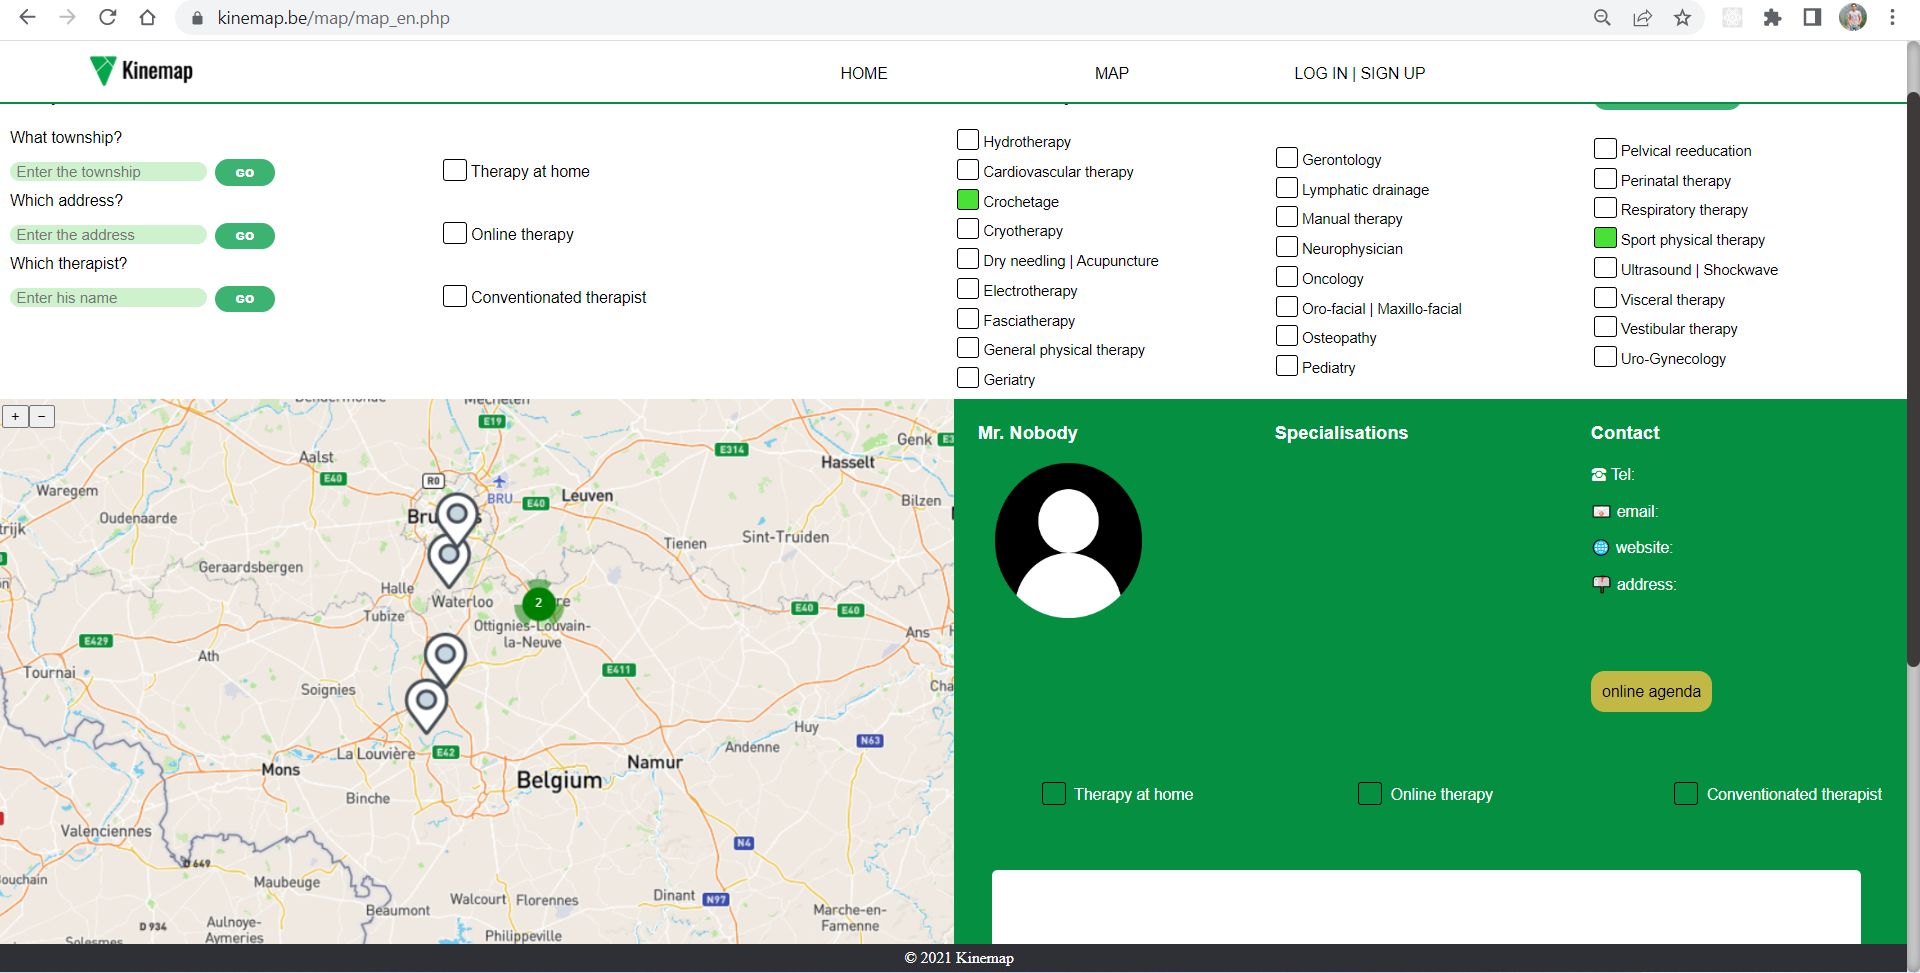 kinemap.be/map/map_en.php
Kinemap
HOME
MAP
LOG IN | SIGN UP
What township?
Enter the township
GO
Which address?
Enter the address
GO
Which therapist?
Enter his name
GO
Therapy at home
Online therapy
Conventionated therapist
Hydrotherapy
Cardiovascular therapy
Crochetage
Cryotherapy
Dry needling | Acupuncture
Electrotherapy
Fasciatherapy
General physical therapy
Geriatry
Gerontology
Lymphatic drainage
Manual therapy
Neurophysician
Oncology
Oro-facial | Maxillo-facial
Osteopathy
Pediatry
Pelvical reeducation
Perinatal therapy
Respiratory therapy
Sport physical therapy
Ultrasound | Shockwave
Visceral therapy
Vestibular therapy
Uro-Gynecology
+
−
Mechelen
E19
Genk
E314
Aalst
Hasselt
E40
R0
Waregem
BRU
E40
Leuven
Bilzen
Oudenaarde
Tienen
Sint-Truiden
Geraardsbergen
Halle
Waterloo
2
E40
E40
Tubize
Ottignies-Louvain-
la-Neuve
E429
Ans
Ath
Tournai
E411
Soignies
Huy
N63
La Louvière
E42
Andenne
Mons
Namur
Belgium
Binche
Valenciennes
N4
D 649
Maubeuge
Walcourt
Florennes
Dinant
N97
Beaumont
Marche-en-
Famenne
D 934
Aulnoye-
Aymeries
Philippeville
Mr. Nobody
Specialisations
Contact
Tel:
email:
website:
address:
online agenda
Therapy at home
Online therapy
Conventionated therapist
© 2021 Kinemap